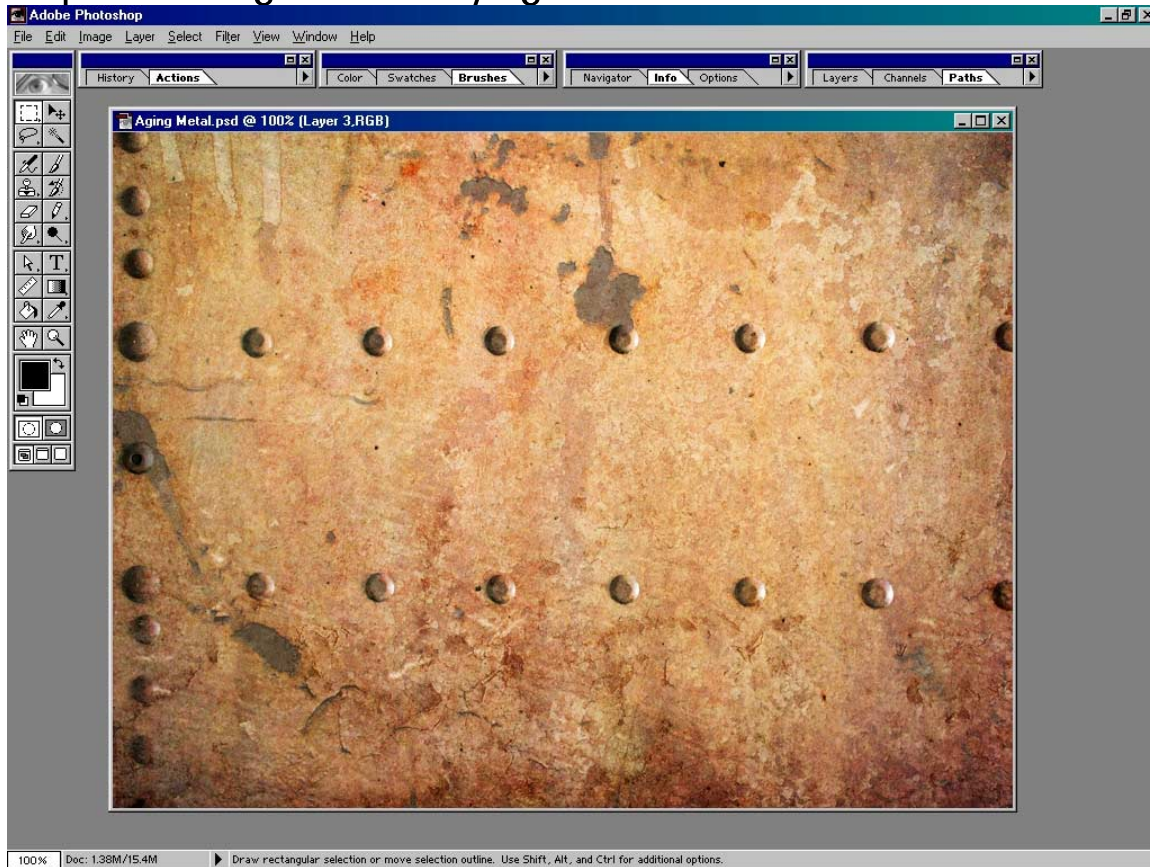 Adobe Photoshop
File Edit Image Layer Select Filter View Window Help
History Actions Color Swatches Brushes Navigator Info Options Layers Channels Paths
Aging Metal.psd @ 100% (Layer 3,RGB)
T
100% Doc: 1.38M/15.4M Draw rectangular selection or move selection outline. Use Shift, Alt, and Ctrl for additional options.